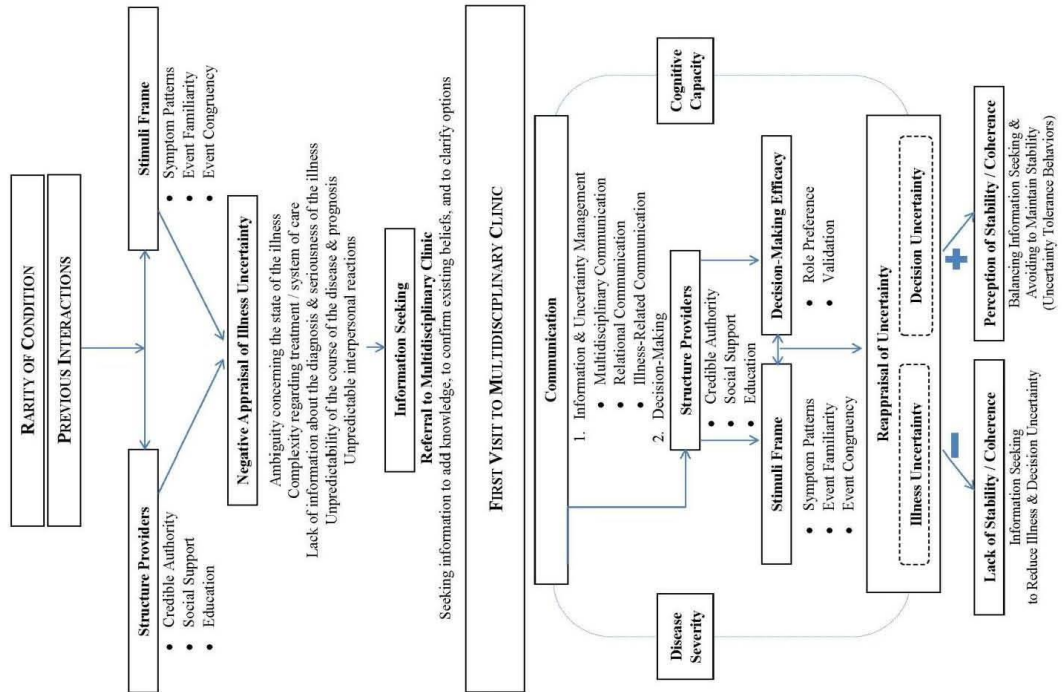 RARITY OF CONDITION
PREVIOUS INTERACTIONS
Structure Providers
• Credible Authority
• Social Support
• Education
Stimuli Frame
• Symptom Patterns
• Event Familiarity
• Event Congruency
Negative Appraisal of Illness Uncertainty
Ambiguity concerning the state of the illness
Complexity regarding treatment / system of care
Lack of information about the diagnosis & seriousness of the illness
Unpredictability of the course of the disease & prognosis
Unpredictable interpersonal reactions
Information Seeking
Referral to Multidisciplinary Clinic
Seeking information to add knowledge, to confirm existing beliefs, and to clarify options
FIRST VISIT TO MULTIDISCIPLINARY CLINIC
Communication
1. Information & Uncertainty Management
• Multidisciplinary Communication
• Relational Communication
• Illness-Related Communication
2. Decision-Making
Disease
Severity
Cognitive
Capacity
Structure Providers
• Credible Authority
• Social Support
• Education
Stimuli Frame
• Symptom Patterns
• Event Familiarity
• Event Congruency
Decision-Making Efficacy
• Role Preference
• Validation
Reappraisal of Uncertainty
Illness Uncertainty
Decision Uncertainty
Lack of Stability / Coherence
Information Seeking
to Reduce Illness & Decision Uncertainty
Perception of Stability / Coherence
Balancing Information Seeking &
Avoiding to Maintain Stability
(Uncertainty Tolerance Behaviors)